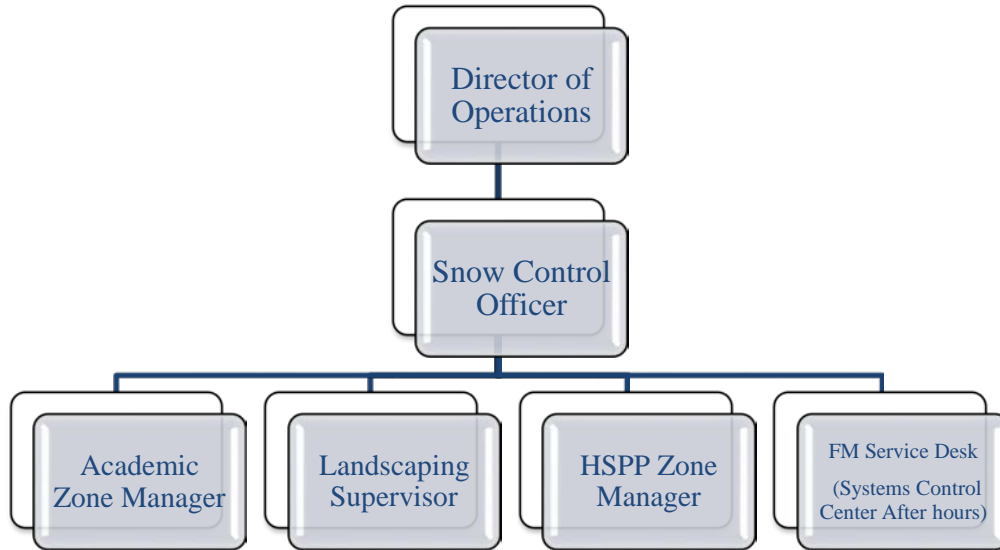 Director of
Operations
Snow Control
Officer
Academic
Zone Manager
Landscaping
Supervisor
HSPP Zone
Manager
FM Service Desk
(Systems Control
Center After hours)